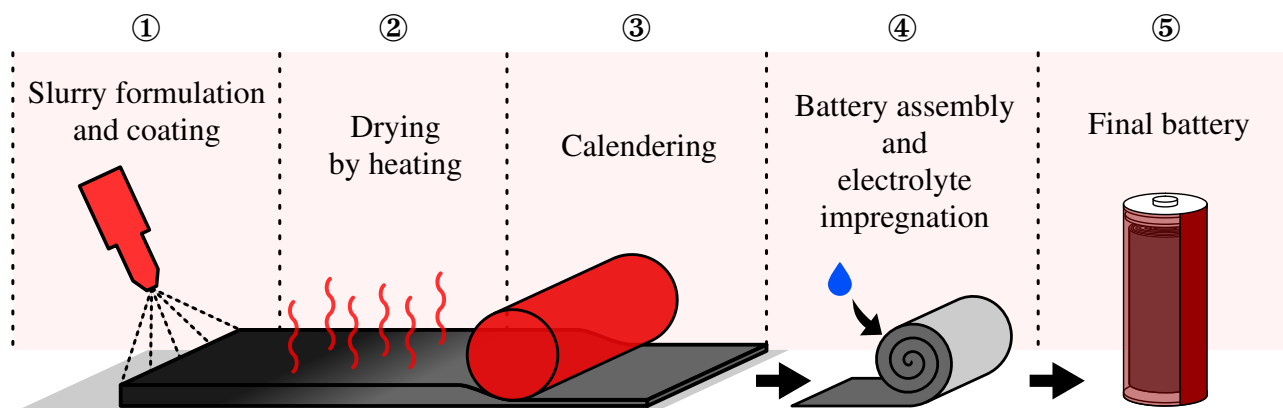 ①
②
③
④
⑤
Slurry formulation
and coating
Drying
by heating
Calendering
Battery assembly
and
electrolyte
impregnation
Final battery